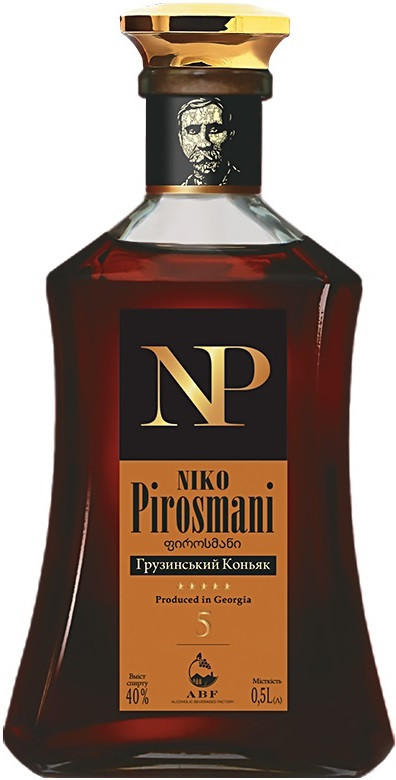 NP
NIKO
Pirosmani
ფიროსმანი
Грузинський Коньяк
Produced in Georgia
5
Вміст
спирту
40%
ABF
ALCOHOLIC BEVERAGES FACTORY
Місткість
0,5L(л)